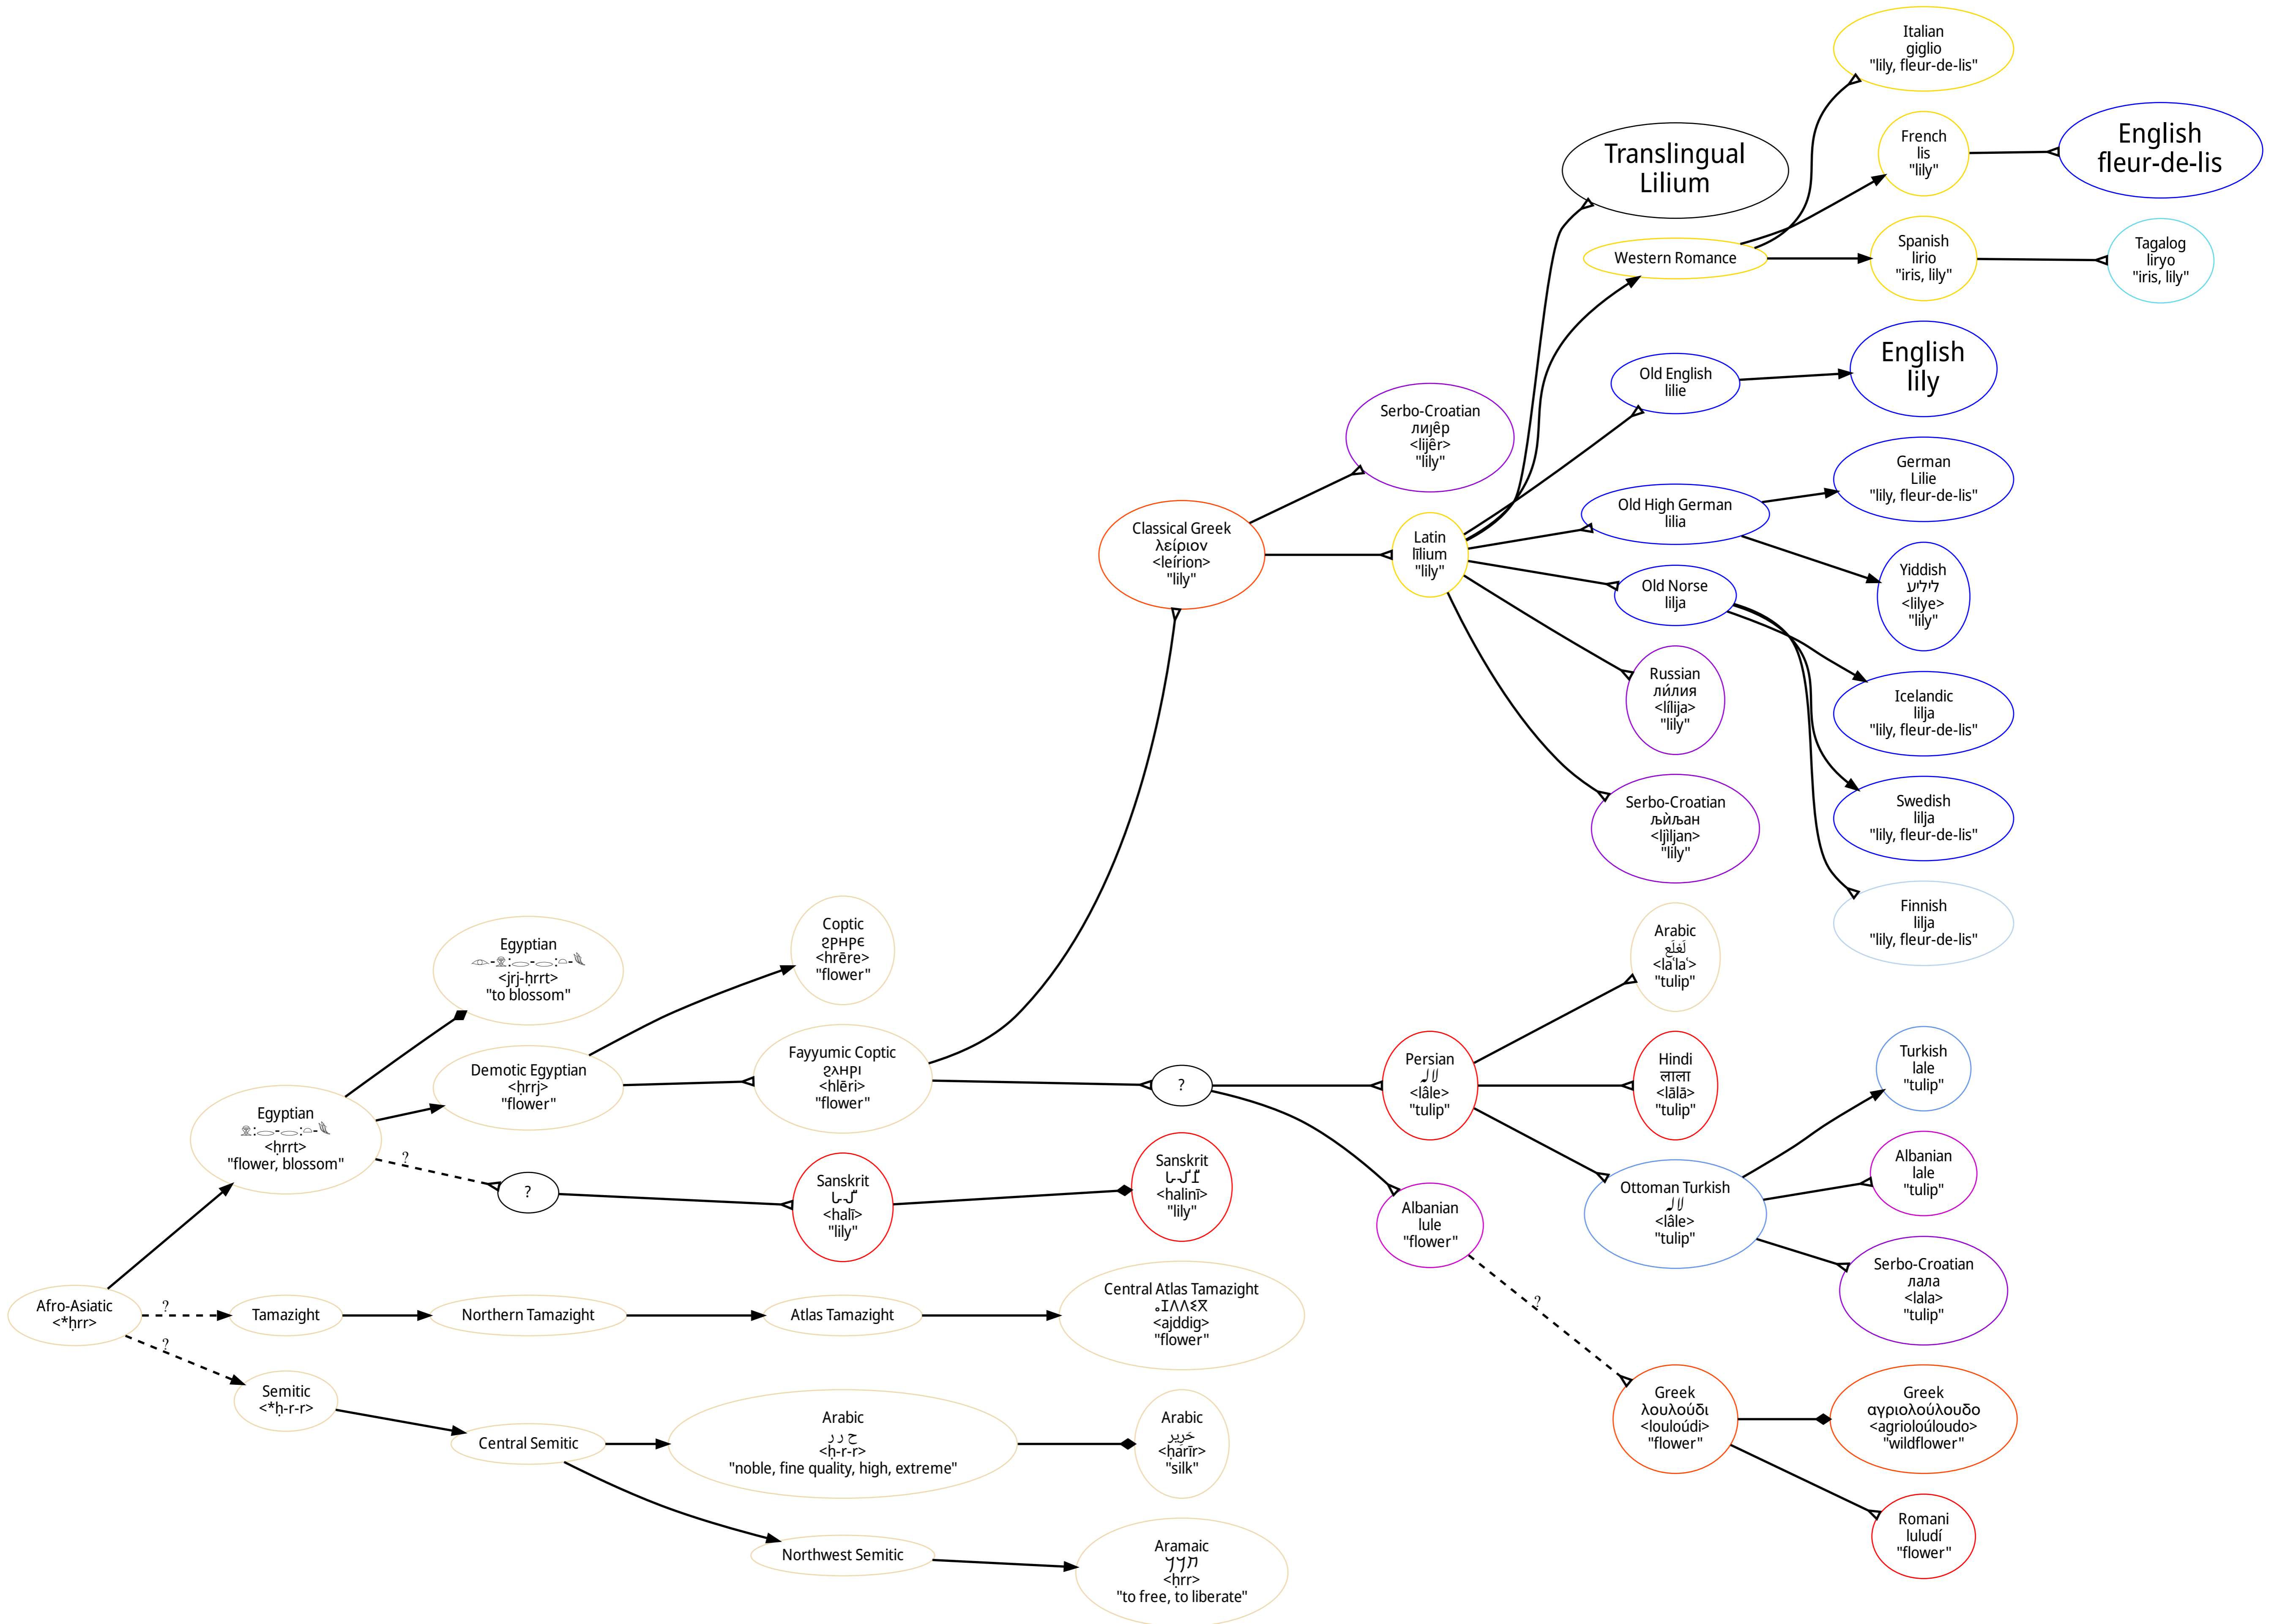 Afro-Asiatic
<*ḥrr>
Egyptian
𓁷:𓂋-𓂋:𓏏-𓆰
<ḥrrt>
"flower, blossom"
?
Tamazight
?
Semitic
<*ḥ-r-r>
Egyptian
𓁹-𓁷:𓂋-𓂋:𓏏-𓆰
<jrj-ḥrrt>
"to blossom"
Demotic Egyptian
<ḥrrj>
"flower"
?
?
Northern Tamazight
Central Semitic
Coptic
ϩⲣⲏⲣⲉ
<hrēre>
"flower"
Fayyumic Coptic
ϩⲗⲏⲣⲓ
<hlēri>
"flower"
Sanskrit
𑀳𑀮𑀻
<halī>
"lily"
Atlas Tamazight
Arabic
ح ر ر
<ḥ-r-r>
"noble, fine quality, high, extreme"
Northwest Semitic
Classical Greek
λείριον
<leírion>
"lily"
?
Sanskrit
𑀳𑀮𑀺𑀦𑀻
<halinī>
"lily"
Central Atlas Tamazight
ⴰⵊⴷⴷⵉⴳ
<ajddig>
"flower"
Arabic
حَرِير
<ḥarīr>
"silk"
Aramaic
𐡇𐡓𐡓
<ḥrr>
"to free, to liberate"
Serbo-Croatian
лијȇр
<lijȇr>
"lily"
Latin
līlium
"lily"
Persian
لاله
<lâle>
"tulip"
Albanian
lule
"flower"
?
Translingual
Lilium
Western Romance
Old English
lilie
Old High German
lilia
Old Norse
lilja
Russian
ли́лия
<lílija>
"lily"
Serbo-Croatian
љѝљан
<ljìljan>
"lily"
Arabic
لَعْلَع
<laʿlaʿ>
"tulip"
Hindi
लाला
<lālā>
"tulip"
Ottoman Turkish
لاله
<lâle>
"tulip"
Greek
λουλούδι
<louloúdi>
"flower"
Italian
giglio
"lily, fleur-de-lis"
French
lis
"lily"
Spanish
lirio
"iris, lily"
English
lily
German
Lilie
"lily, fleur-de-lis"
Yiddish
ליליע
<lilye>
"lily"
Icelandic
lilja
"lily, fleur-de-lis"
Swedish
lilja
"lily, fleur-de-lis"
Finnish
lilja
"lily, fleur-de-lis"
Turkish
lale
"tulip"
Albanian
lale
"tulip"
Serbo-Croatian
лала
<lala>
"tulip"
Greek
αγριολούλουδο
<agrioloúloudo>
"wildflower"
Romani
luludí
"flower"
English
fleur-de-lis
Tagalog
liryo
"iris, lily"